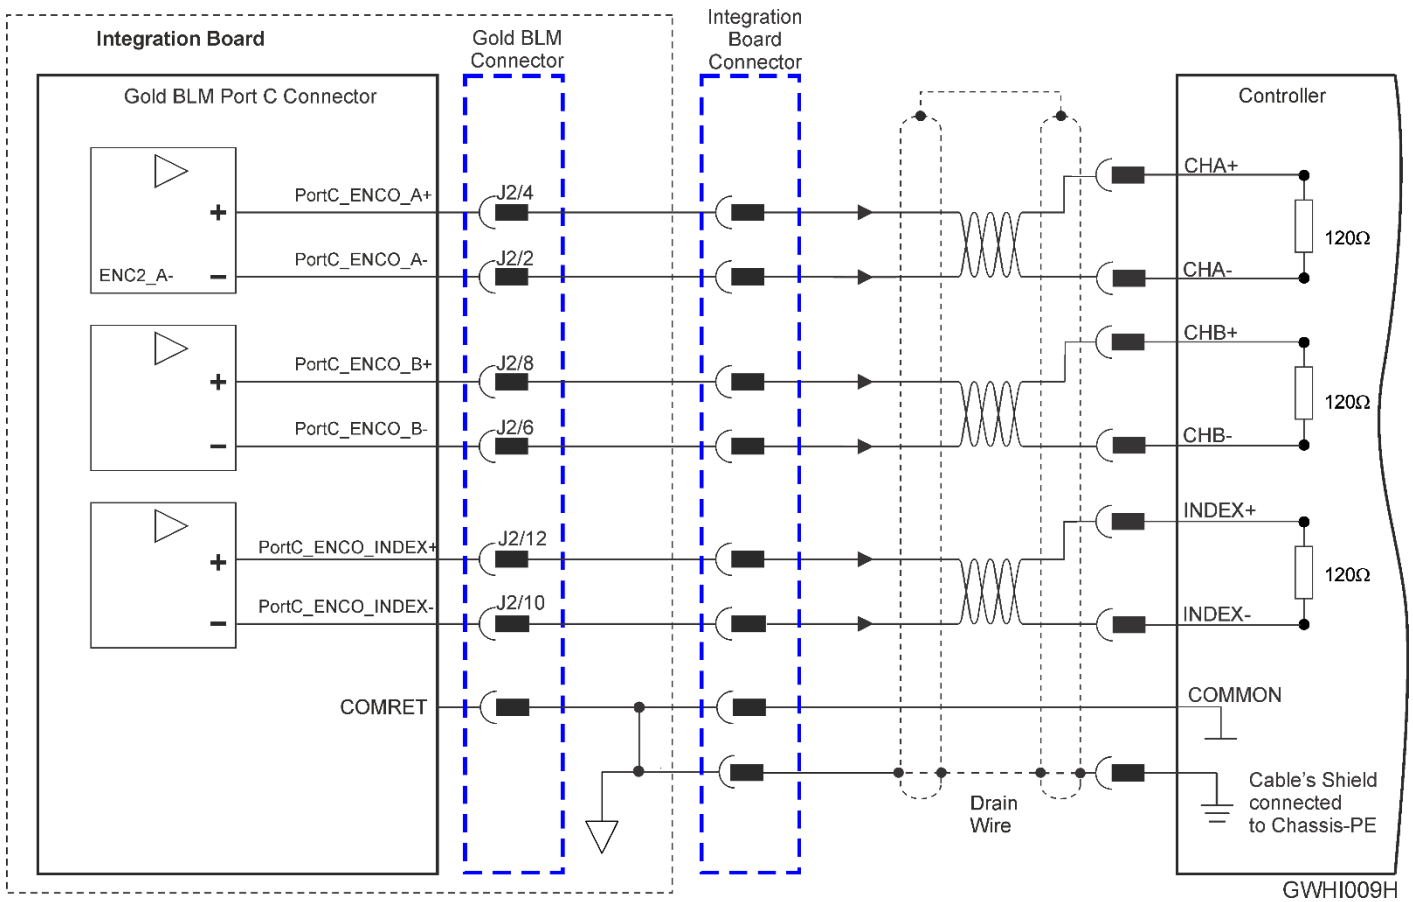 Integration Board
Gold BLM
Connector
Integration
Board
Connector
Gold BLM Port C Connector
Controller
PortC_ENCO_A+
J2/4
CHA+
+
120Ω
PortC_ENCO_A-
J2/2
CHA-
ENC2_A-
−
PortC_ENCO_B+
J2/8
CHB+
+
120Ω
PortC_ENCO_B-
J2/6
CHB-
−
PortC_ENCO_INDEX+
J2/12
INDEX+
+
120Ω
PortC_ENCO_INDEX-
J2/10
INDEX-
−
COMRET
COMMON
Drain
Wire
Cable's Shield
connected
to Chassis-PE
GWHI009H